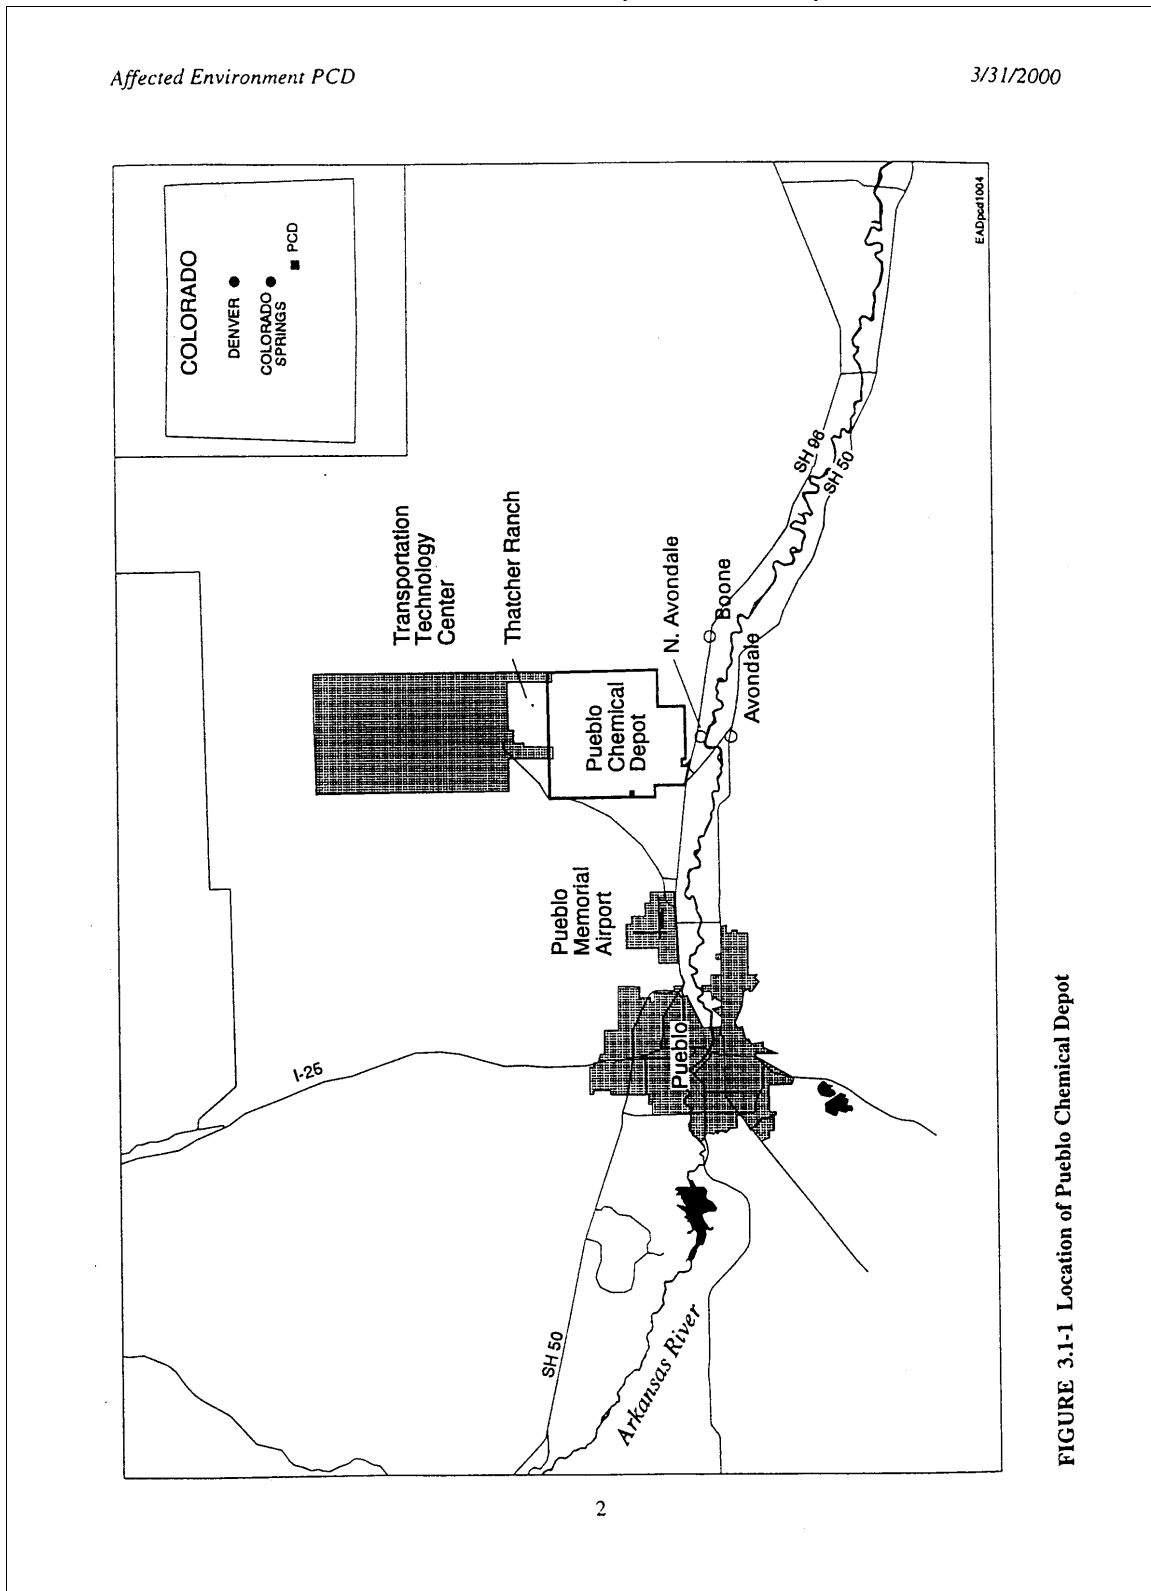 Affected Environment PCD
3/31/2000
COLORADO
DENVER
COLORADO
SPRINGS
PCD
Transportation
Technology
Center
Thatcher Ranch
Pueblo
Chemical
Depot
N. Avondale
Boone
Avondale
SH 96
SH 50
Pueblo
Memorial
Airport
Pueblo
I-25
SH 50
Arkansas River
EADpcd1004
FIGURE 3.1-1 Location of Pueblo Chemical Depot
2